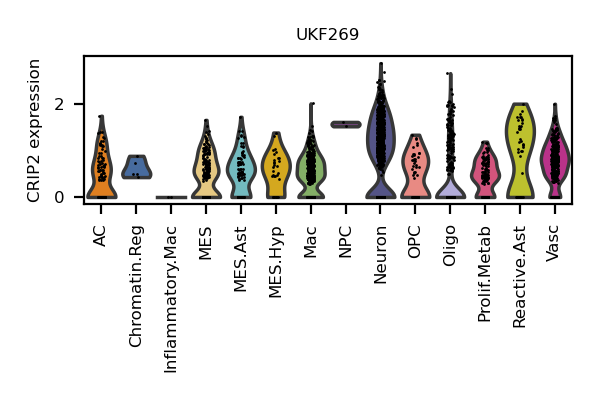 UKF269
CRIP2 expression
2
0
AC
Chromatin.Reg
Inflammatory.Mac
MES
MES.Ast
MES.Hyp
Mac
NPC
Neuron
OPC
Oligo
Prolif.Metab
Reactive.Ast
Vasc